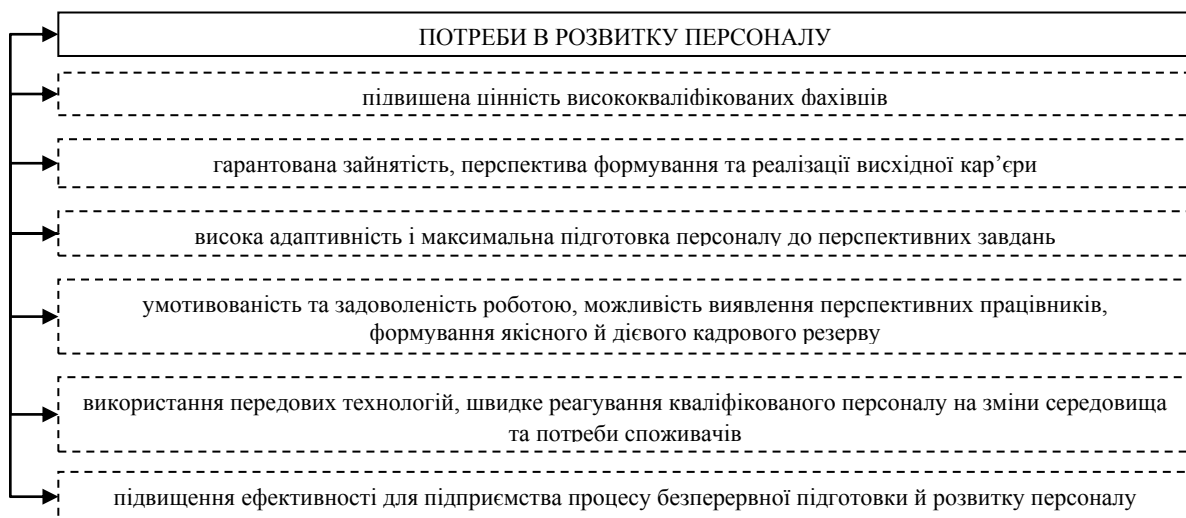 ПОТРЕБИ В РОЗВИТКУ ПЕРСОНАЛУ
підвищена цінність висококваліфікованих фахівців
гарантована зайнятість, перспектива формування та реалізації висхідної кар’єри
висока адаптивність і максимальна підготовка персоналу до перспективних завдань
умотивованість та задоволеність роботою, можливість виявлення перспективних працівників,
формування якісного й дієвого кадрового резерву
використання передових технологій, швидке реагування кваліфікованого персоналу на зміни середовища
та потреби споживачів
підвищення ефективності для підприємства процесу безперервної підготовки й розвитку персоналу